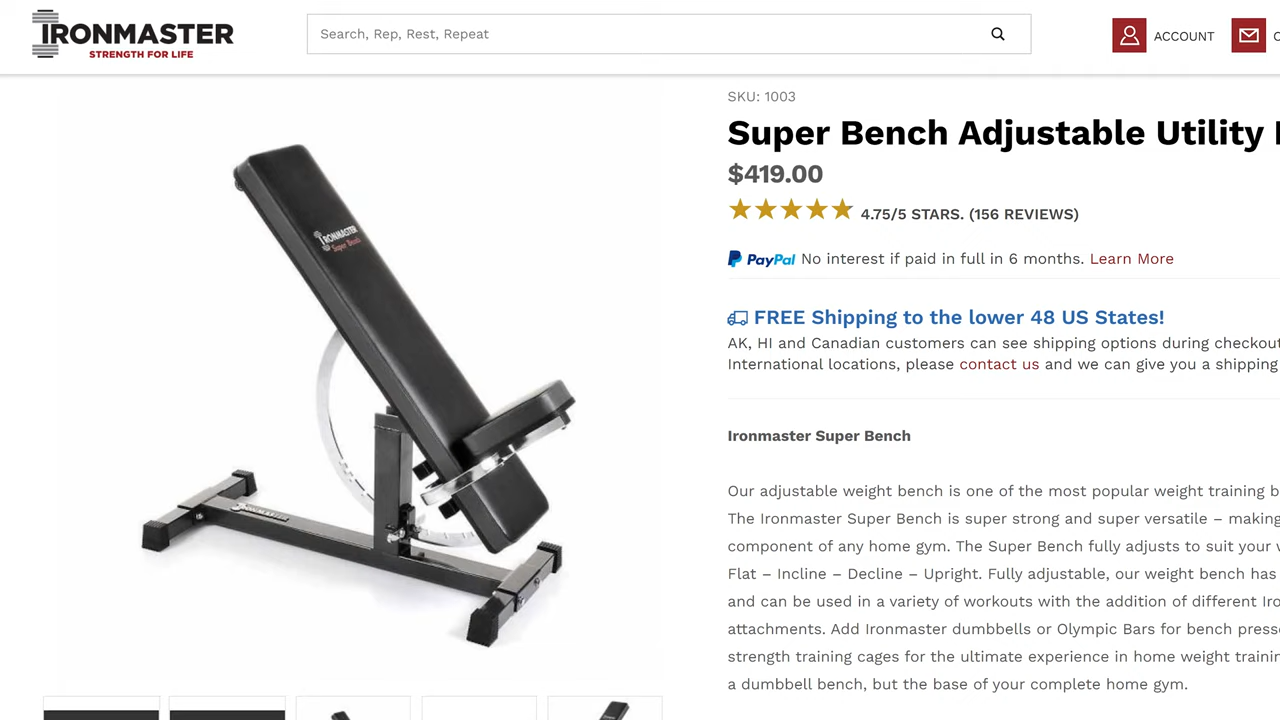 IRONMASTER
STRENGTH FOR LIFE
Search, Rep, Rest, Repeat
ACCOUNT
SKU: 1003
Super Bench Adjustable Utility
$419.00
4.75/5 STARS. (156 REVIEWS)
PayPal No interest if paid in full in 6 months. Learn More
FREE Shipping to the lower 48 US States!
AK, HI and Canadian customers can see shipping options during checkout
International locations, please contact us and we can give you a shipping
Ironmaster Super Bench
Our adjustable weight bench is one of the most popular weight training
The Ironmaster Super Bench is super strong and super versatile – making
component of any home gym. The Super Bench fully adjusts to suit your
Flat – Incline – Decline – Upright. Fully adjustable, our weight bench has
and can be used in a variety of workouts with the addition of different
attachments. Add Ironmaster dumbbells or Olympic Bars for bench
strength training cages for the ultimate experience in home weight
a dumbbell bench, but the base of your complete home gym.
IRONMASTER
Super Bench
IRONMASTER